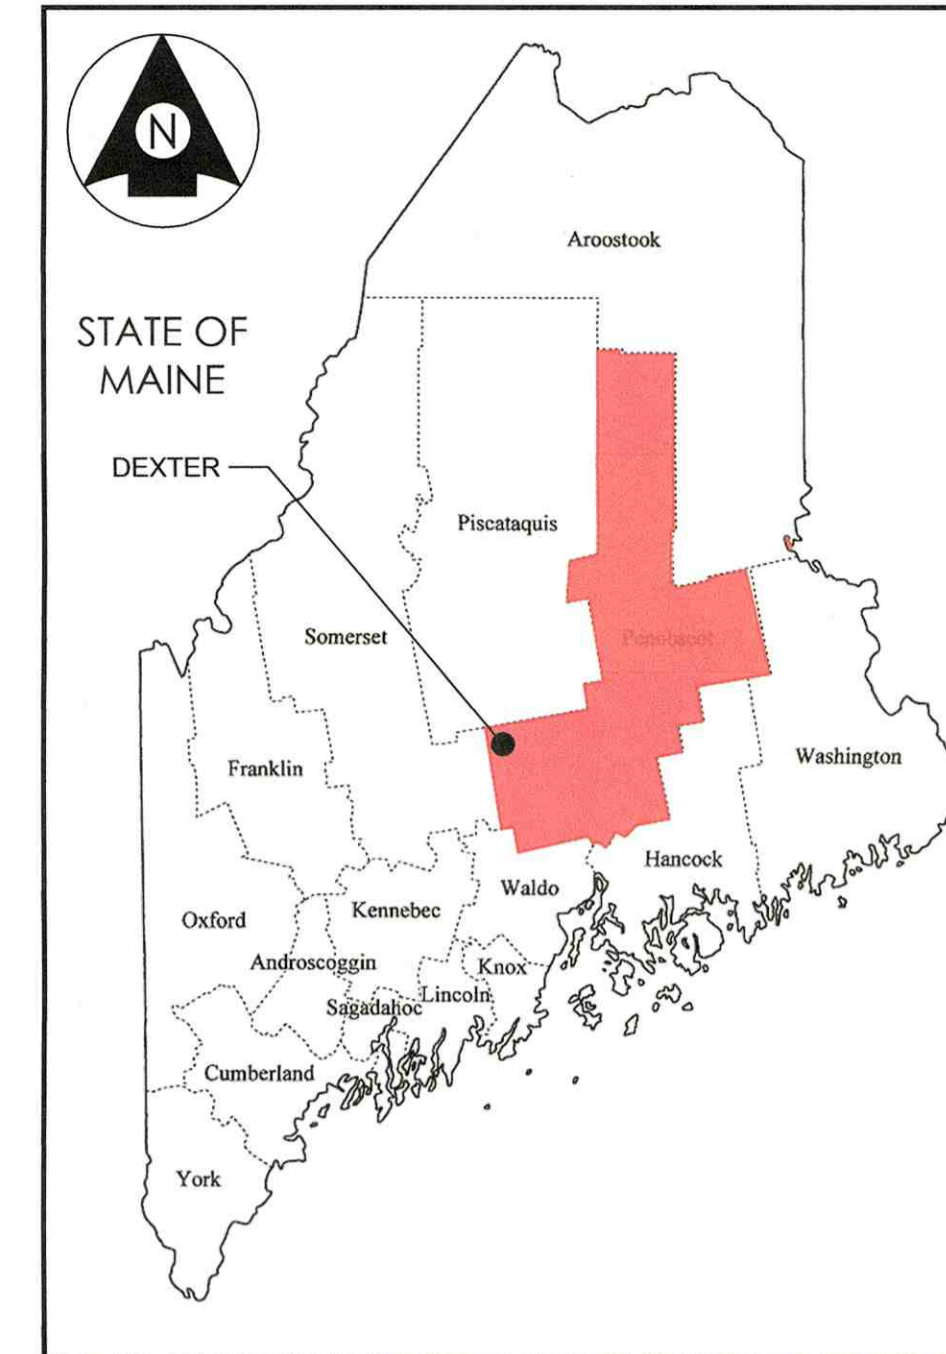 N
Aroostook
STATE OF
MAINE
DEXTER
Piscataquis
Somerset
Penobscot
Franklin
Washington
Hancock
Waldo
Kennebec
Oxford
Androscoggin
Knox
Lincoln
Sagadahoc
Cumberland
York